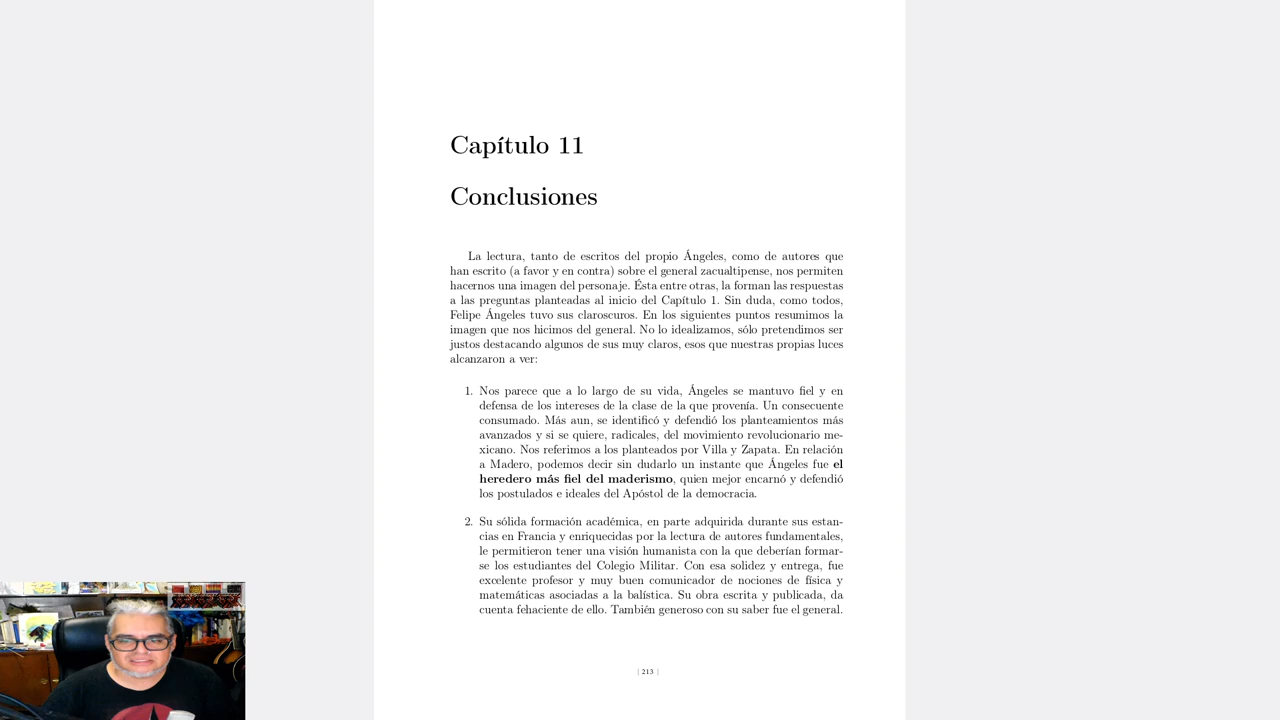 Capítulo 11
Conclusiones
La lectura, tanto de escritos del propio Ángeles, como de autores que
han escrito (a favor y en contra) sobre el general zacualtipense, nos permiten
hacernos una imagen del personaje. Ésta entre otras, la forman las respuestas
a las preguntas planteadas al inicio del Capítulo 1. Sin duda, como todos,
Felipe Ángeles tuvo sus claroscuros. En los siguientes puntos resumimos la
imagen que nos hicimos del general. No lo idealizamos, sólo pretendimos ser
justos destacando algunos de sus muy claros, esos que nuestras propias luces
alcanzaron a ver:
1. Nos parece que a lo largo de su vida, Ángeles se mantuvo fiel y en
defensa de los intereses de la clase de la que provenía. Un consecuente
consumado. Más aun, se identificó y defendió los planteamientos más
avanzados y si se quiere, radicales, del movimiento revolucionario me-
xicano. Nos referimos a los planteados por Villa y Zapata. En relación
a Madero, podemos decir sin dudarlo un instante que Ángeles fue el
heredero más fiel del maderismo, quien mejor encarnó y defendió
los postulados e ideales del Apóstol de la democracia.
2. Su sólida formación académica, en parte adquirida durante sus estan-
cias en Francia y enriquecidas por la lectura de autores fundamentales,
le permitieron tener una visión humanista con la que deberían formar-
se los estudiantes del Colegio Militar. Con esa solidez y entrega, fue
excelente profesor y muy buen comunicador de nociones de física y
matemáticas asociadas a la balística. Su obra escrita y publicada, da
cuenta fehaciente de ello. También generoso con su saber fue el general.
| 213 |